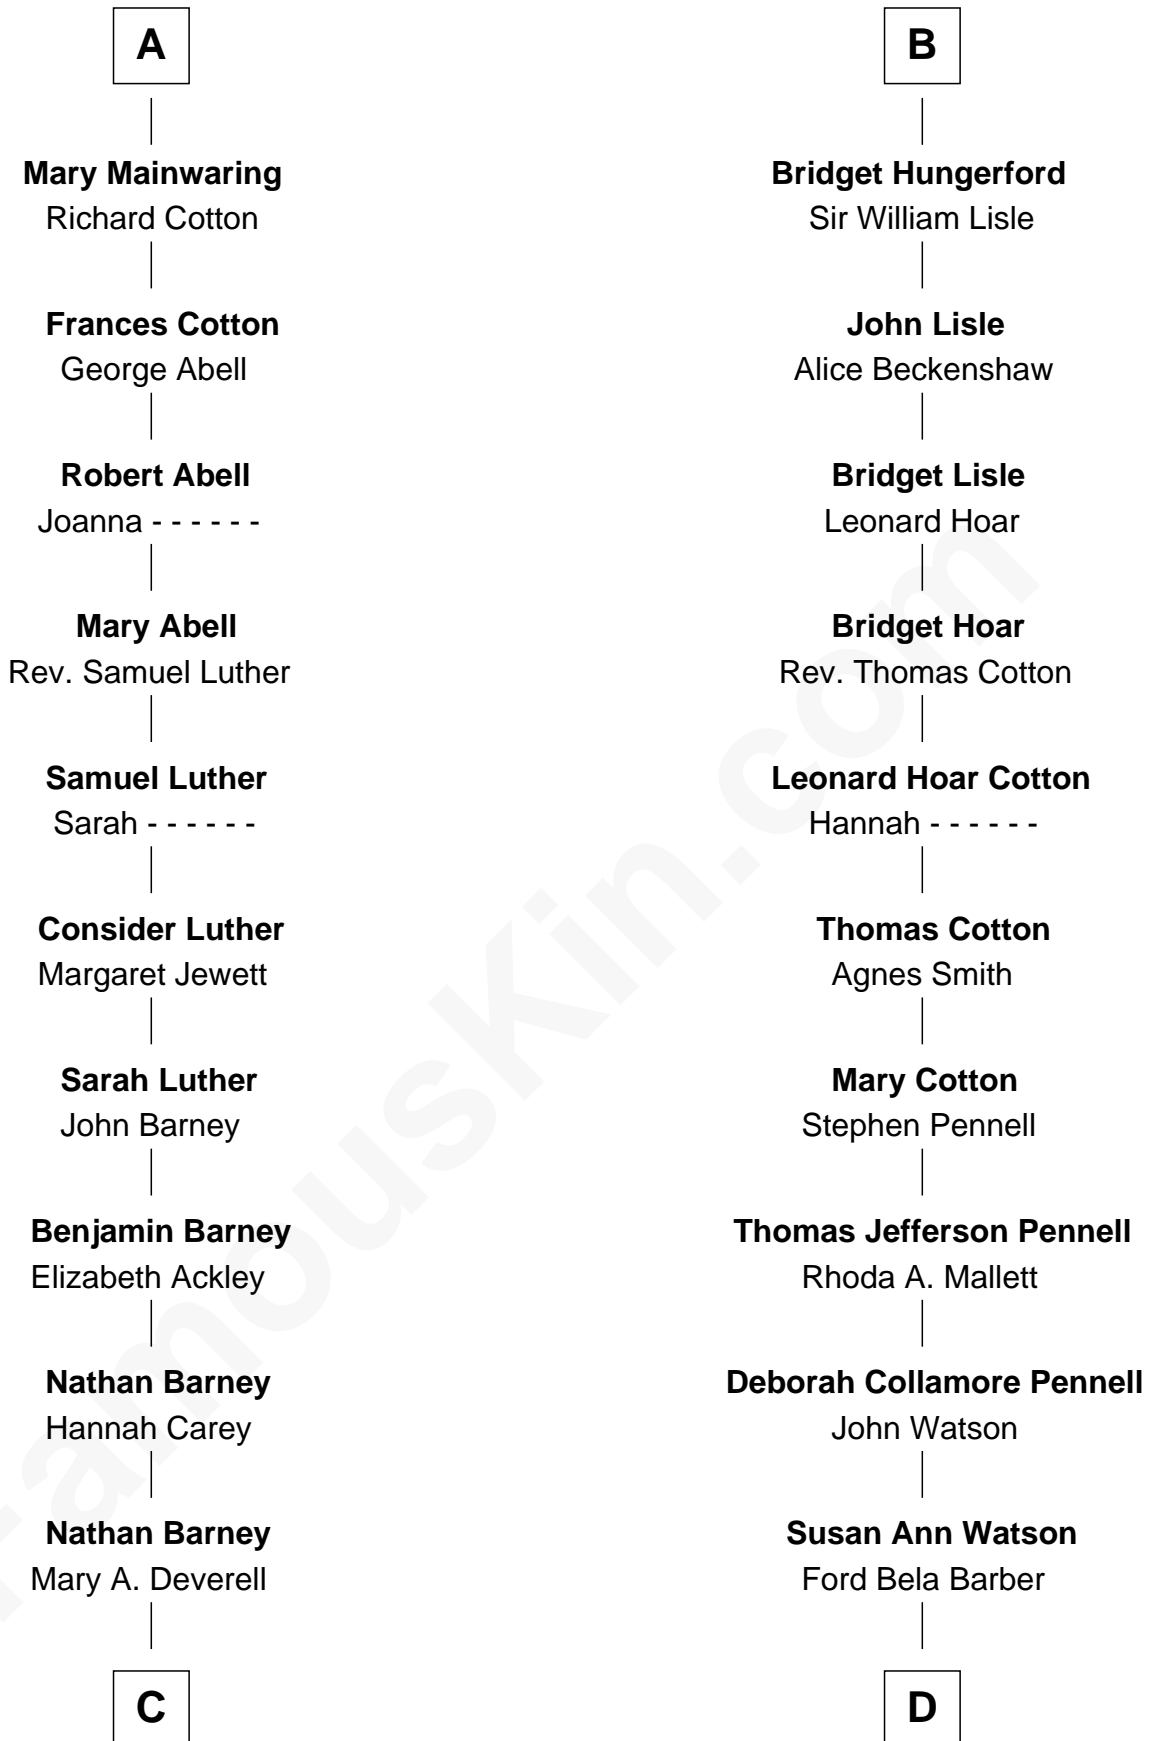 A
Mary Mainwaring
Richard Cotton
Frances Cotton
George Abell
Robert Abell
Joanna - - - - - -
Mary Abell
Rev. Samuel Luther
Samuel Luther
Sarah - - - - - -
Consider Luther
Margaret Jewett
Sarah Luther
John Barney
Benjamin Barney
Elizabeth Ackley
Nathan Barney
Hannah Carey
Nathan Barney
Mary A. Deverell
C
B
Bridget Hungerford
Sir William Lisle
John Lisle
Alice Beckenshaw
Bridget Lisle
Leonard Hoar
Bridget Hoar
Rev. Thomas Cotton
Leonard Hoar Cotton
Hannah - - - - - -
Thomas Cotton
Agnes Smith
Mary Cotton
Stephen Pennell
Thomas Jefferson Pennell
Rhoda A. Mallett
Deborah Collamore Pennell
John Watson
Susan Ann Watson
Ford Bela Barber
D
FamousKin.com